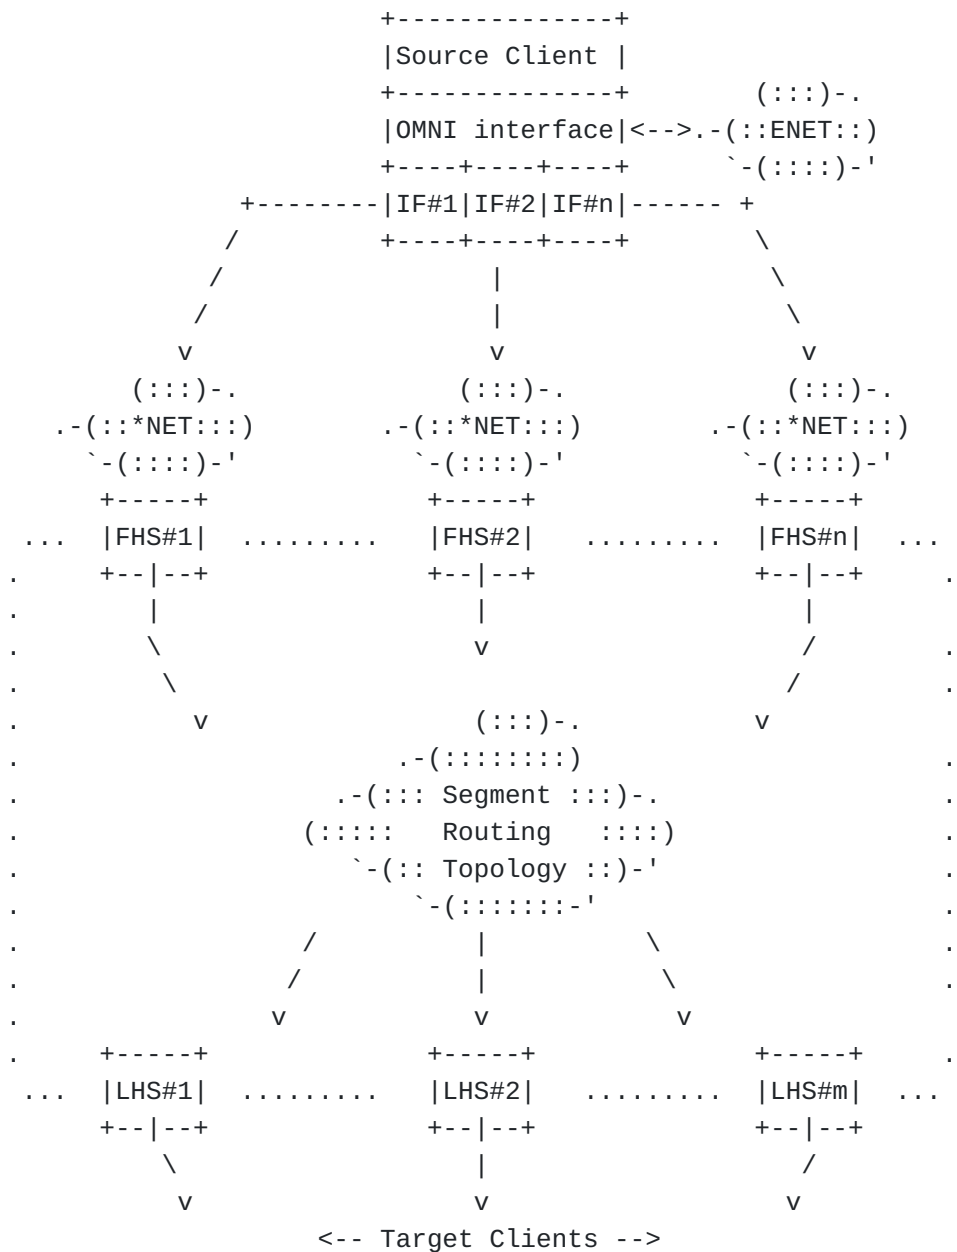 +--------------+
                        |Source Client |
                        +--------------+        (:::)-.
                        |OMNI interface|<-->.-(::ENET::)
                        +----+----+----+      `-(::::)-'
               +--------|IF#1|IF#2|IF#n|------ +
              /         +----+----+----+        \
             /                 |                 \
            /                  |                  \
           v                   v                   v
        (:::)-.              (:::)-.              (:::)-.
   .-(::*NET:::)        .-(::*NET:::)        .-(::*NET:::)
     `-(::::)-'           `-(::::)-'           `-(::::)-'
      +-----+              +-----+              +-----+
 ...  |FHS#1|  .........   |FHS#2|   .........  |FHS#n|  ...
.     +--|--+              +--|--+              +--|--+     .
.        |                    |                    |
.        \                    v                    /        .
.         \                                       /         .
.           v                 (:::)-.           v
.                        .-(::::::::)                       .
.                    .-(::: Segment :::)-.                  .
.                  (:::::   Routing   ::::)                 .
.                     `-(:: Topology ::)-'                  .
.                         `-(:::::::-'                      .
.                  /          |          \                  .
.                 /           |           \                 .
.                v            v            v
.     +-----+              +-----+              +-----+     .
 ...  |LHS#1|  .........   |LHS#2|   .........  |LHS#m|  ...
      +--|--+              +--|--+              +--|--+
          \                   |                    /
           v                  v                   v
                    <-- Target Clients -->